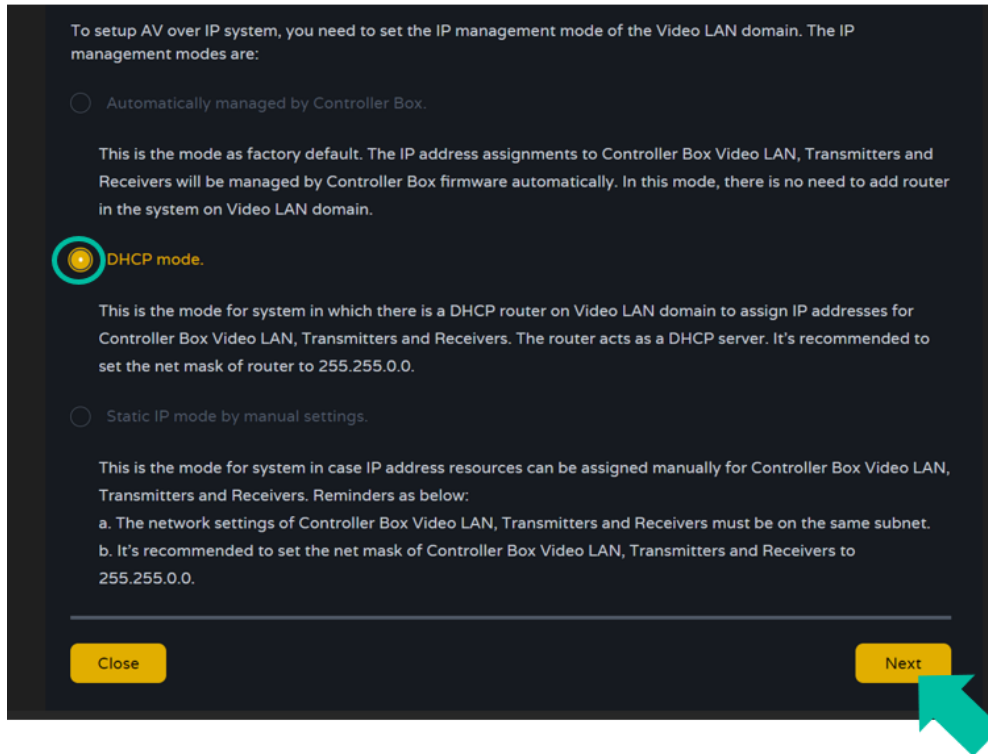 To setup AV over IP system, you need to set the IP management mode of the Video LAN domain. The IP
management modes are:
Automatically managed by Controller Box.
This is the mode as factory default. The IP address assignments to Controller Box Video LAN, Transmitters and
Receivers will be managed by Controller Box firmware automatically. In this mode, there is no need to add router
in the system on Video LAN domain.
DHCP mode.
This is the mode for system in which there is a DHCP router on Video LAN domain to assign IP addresses for
Controller Box Video LAN, Transmitters and Receivers. The router acts as a DHCP server. It's recommended to
set the net mask of router to 255.255.0.0.
Static IP mode by manual settings.
This is the mode for system in case IP address resources can be assigned manually for Controller Box Video LAN,
Transmitters and Receivers. Reminders as below:
a. The network settings of Controller Box Video LAN, Transmitters and Receivers must be on the same subnet.
b. It's recommended to set the net mask of Controller Box Video LAN, Transmitters and Receivers to
255.255.0.0.
Close
Next